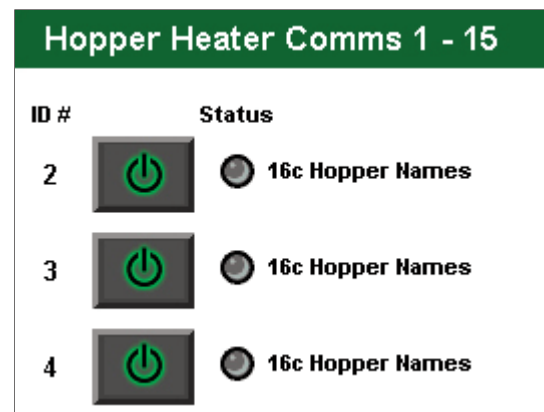 Hopper Heater Comms 1 - 15
ID # Status
2 16c Hopper Names
3 16c Hopper Names
4 16c Hopper Names